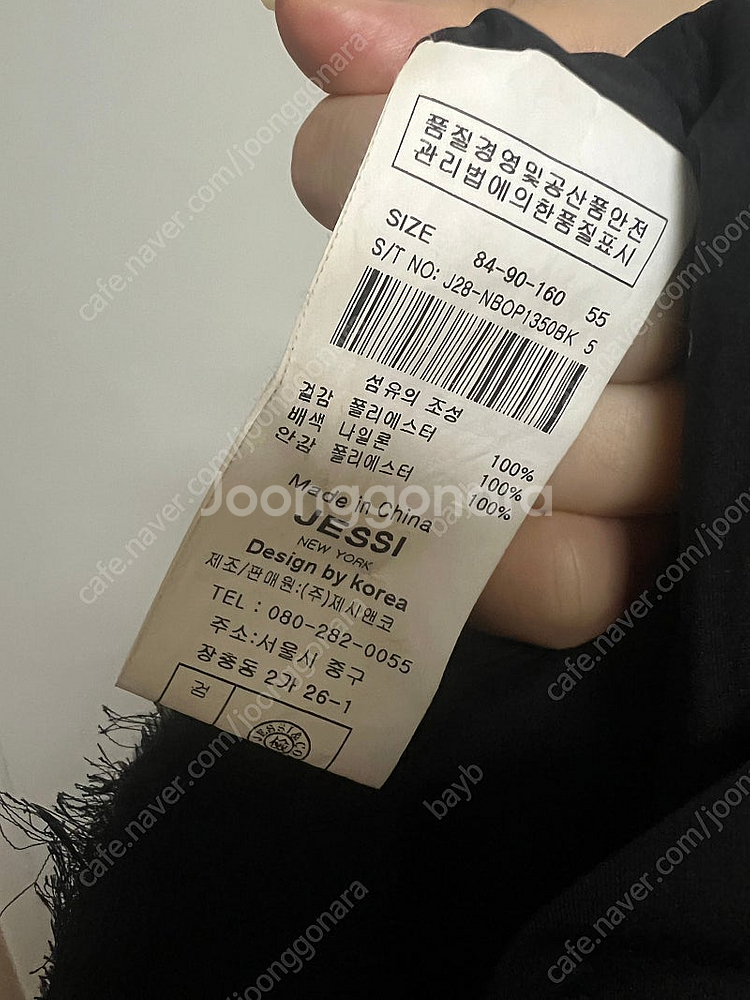 품질경영및공산품안전
관리법에의한품질표시
SIZE 84-90-160 55
S/T NO: J28-NBOP1350BK 5
섬유의 조성
겉감 폴리에스터 100%
배색 나일론 100%
안감 폴리에스터 100%
Made in China
JESSI
NEW YORK
Design by korea
제조/판매원:(주)제시앤코
TEL : 080-282-0055
주소:서울시 중구
장충동 2가 26-1
검
JESSI&CO
檢
Joonggonara
bayb
cafe.naver.com/joonggonara